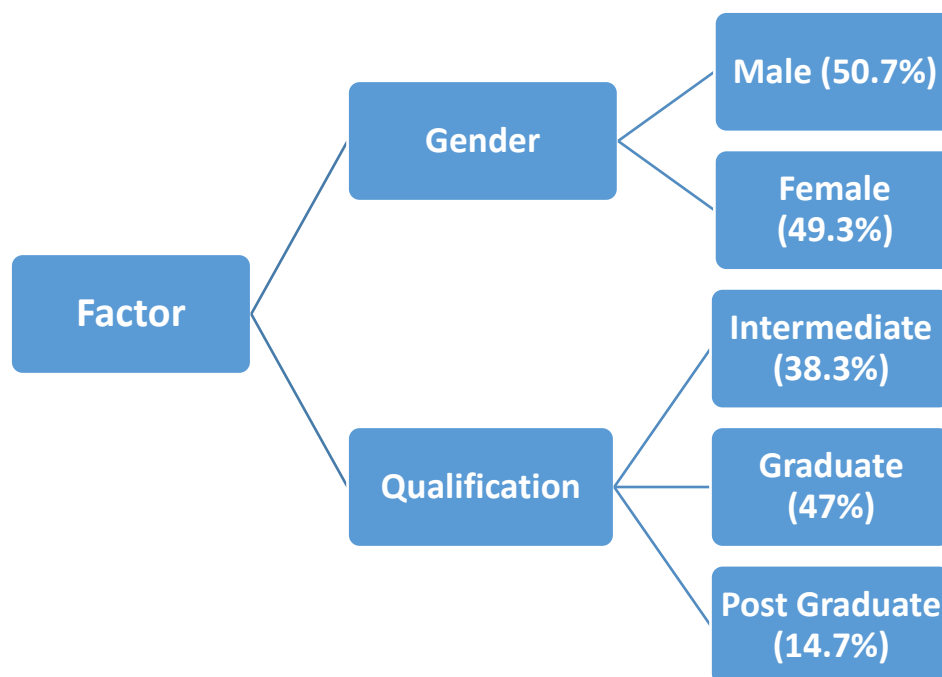 Factor
Gender
Male (50.7%)
Female
(49.3%)
Qualification
Intermediate
(38.3%)
Graduate
(47%)
Post Graduate
(14.7%)